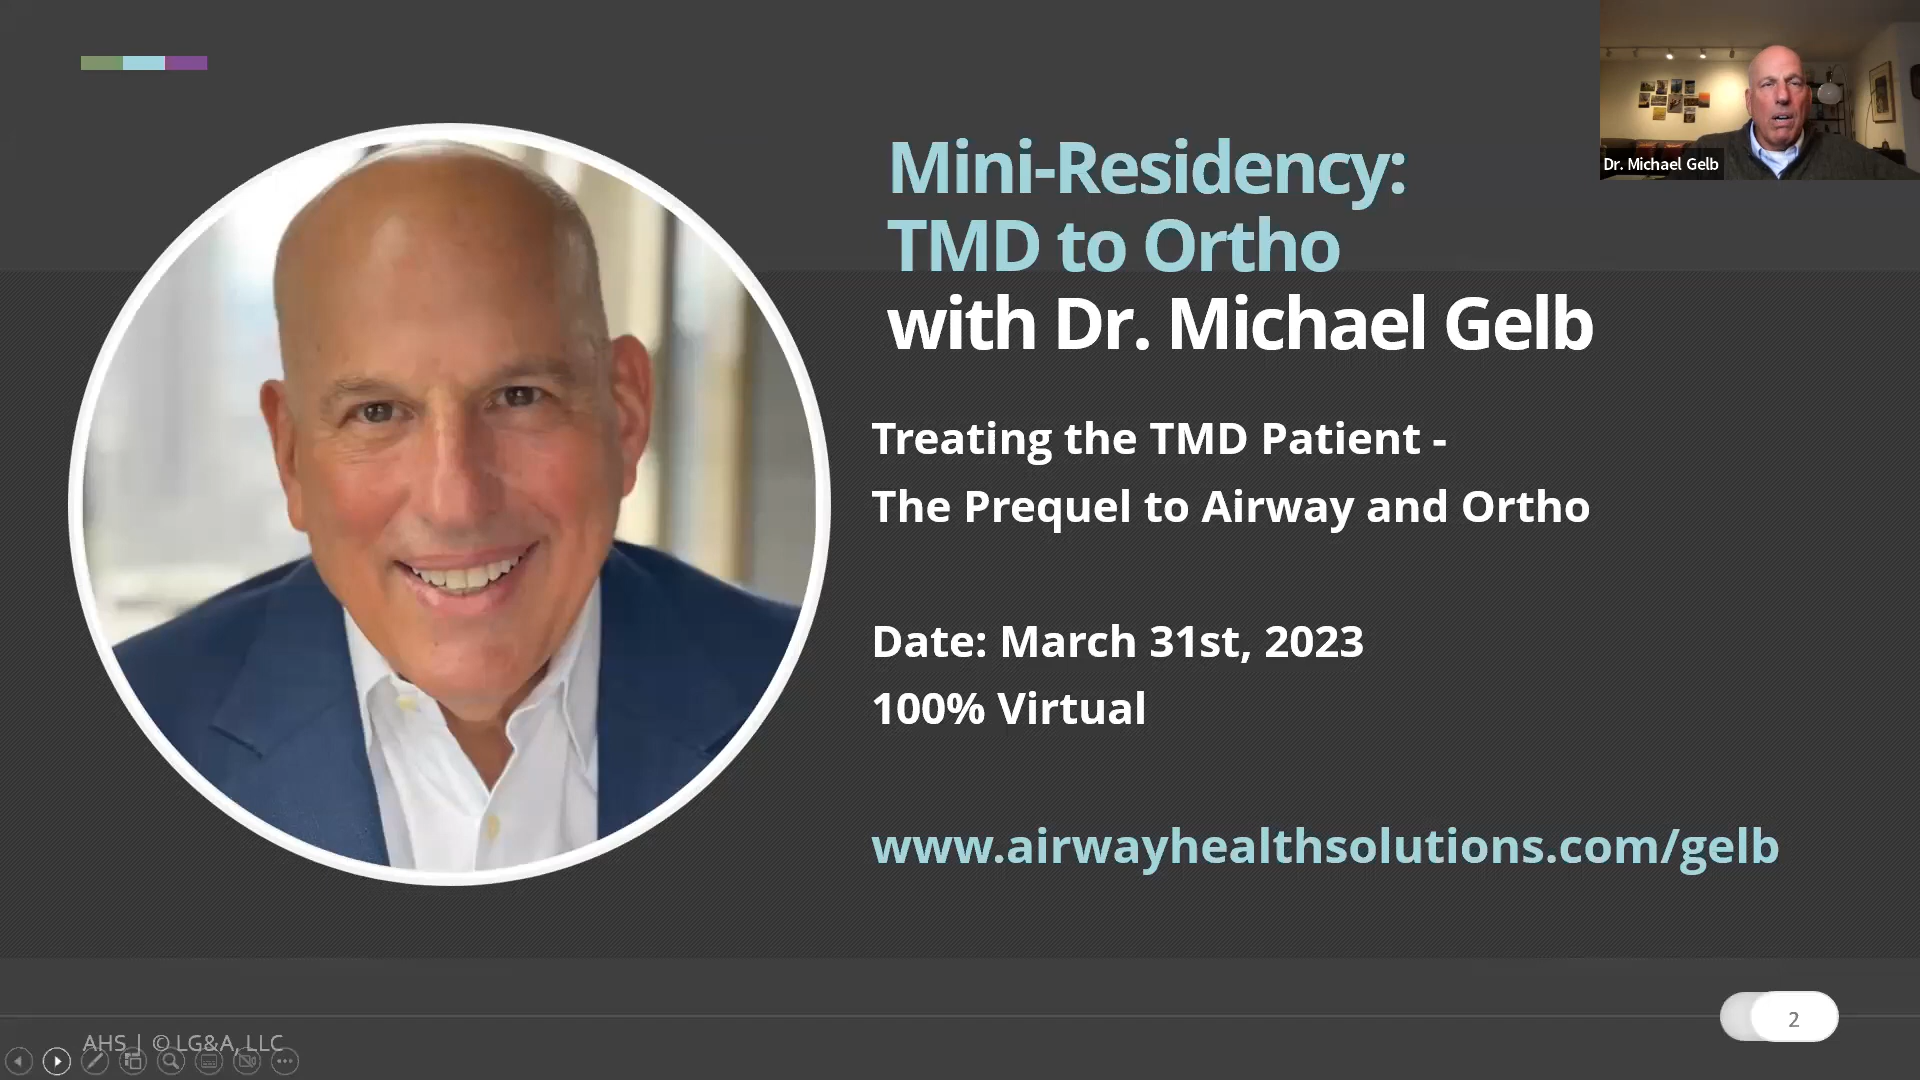 Mini-Residency:
TMD to Ortho
with Dr. Michael Gelb
Dr. Michael Gelb
Treating the TMD Patient -
The Prequel to Airway and Ortho
Date: March 31st, 2023
100% Virtual
www.airwayhealthsolutions.com/gelb
2
AHS | © LG&A, LLC